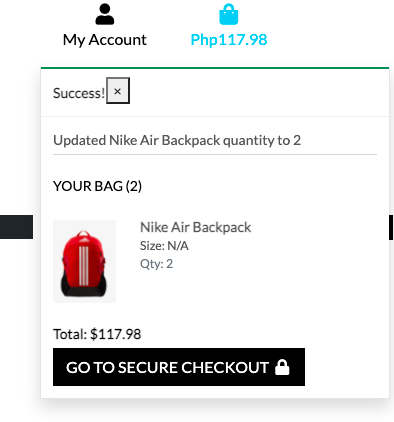 My Account
Php117.98
Success! ×
Updated Nike Air Backpack quantity to 2
YOUR BAG (2)
Nike Air Backpack
Size: N/A
Qty: 2
Total: $117.98
GO TO SECURE CHECKOUT